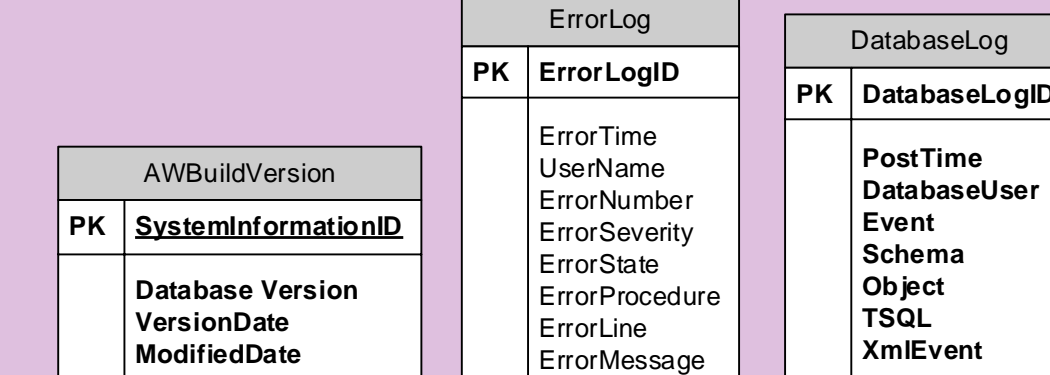 ErrorLog
PK ErrorLogID
ErrorTime
UserName
ErrorNumber
ErrorSeverity
ErrorState
ErrorProcedure
ErrorLine
ErrorMessage
DatabaseLog
PK DatabaseLogID
PostTime
DatabaseUser
Event
Schema
Object
TSQL
XmlEvent
AWBuildVersion
PK SystemInformationID
Database Version
VersionDate
ModifiedDate